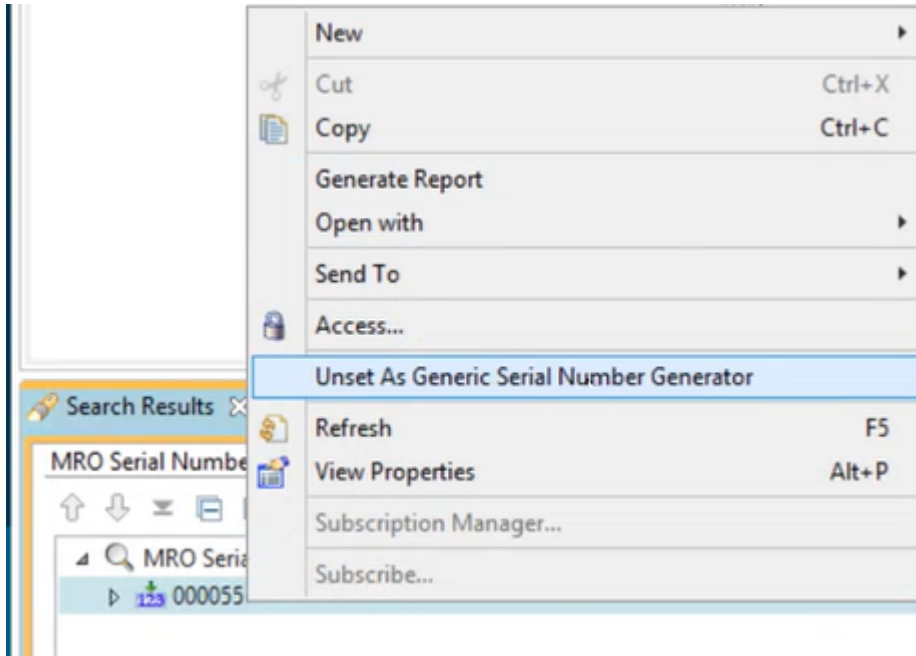 New
Cut Ctrl+X
Copy Ctrl+C
Generate Report
Open with
Send To
Access...
Unset As Generic Serial Number Generator
Search Results
Refresh F5
MRO Serial Numbe
View Properties Alt+P
Subscription Manager...
MRO Seria
Subscribe...
123 000055